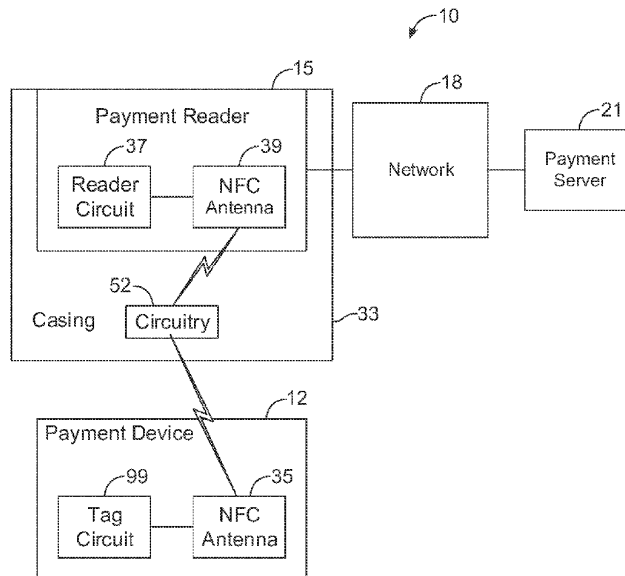 10
15
18
21
Payment Reader
37
39
Reader
Circuit
NFC
Antenna
Network
Payment
Server
52
Casing
Circuitry
33
12
Payment Device
99
35
Tag
Circuit
NFC
Antenna